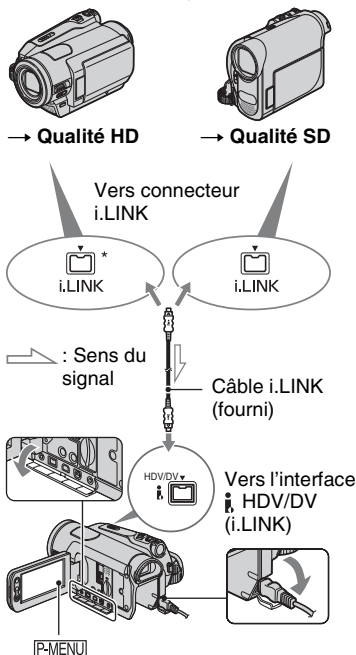 → Qualité HD
→ Qualité SD
Vers connecteur
i.LINK
*
i.LINK
i.LINK
: Sens du
signal
Câble i.LINK
(fourni)
HDV/DV
i
Vers l'interface
i HDV/DV
(i.LINK)
P-MENU